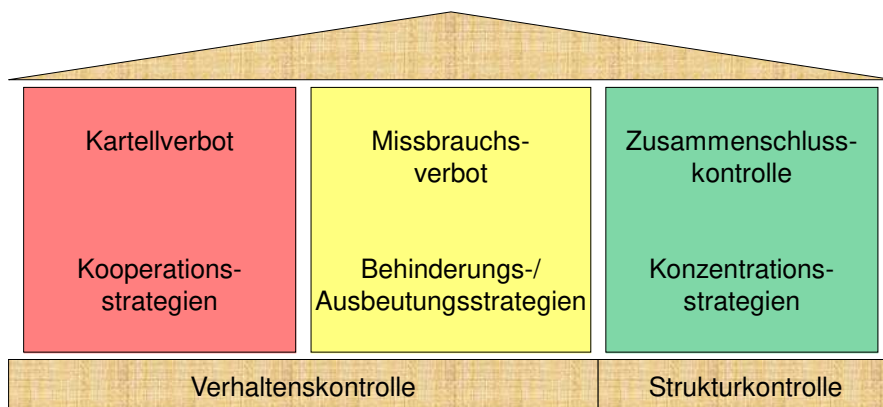 Kartellverbot
Kooperations-
strategien
Missbrauchs-
verbot
Behinderungs-/
Ausbeutungsstrategien
Zusammenschluss-
kontrolle
Konzentrations-
strategien
Verhaltenskontrolle
Strukturkontrolle